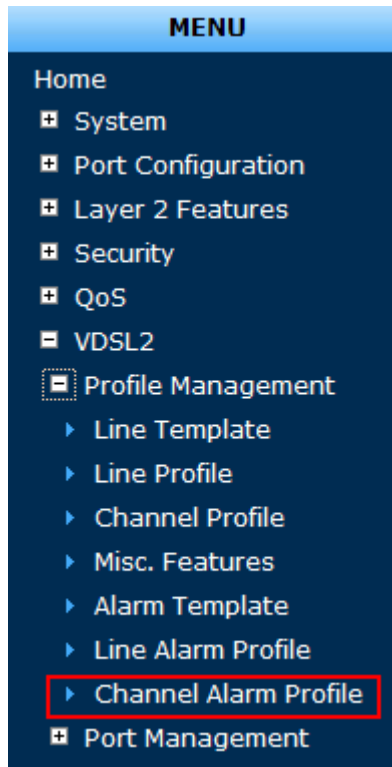 MENU
Home
System
Port Configuration
Layer 2 Features
Security
QoS
VDSL2
Profile Management
Line Template
Line Profile
Channel Profile
Misc. Features
Alarm Template
Line Alarm Profile
Channel Alarm Profile
Port Management